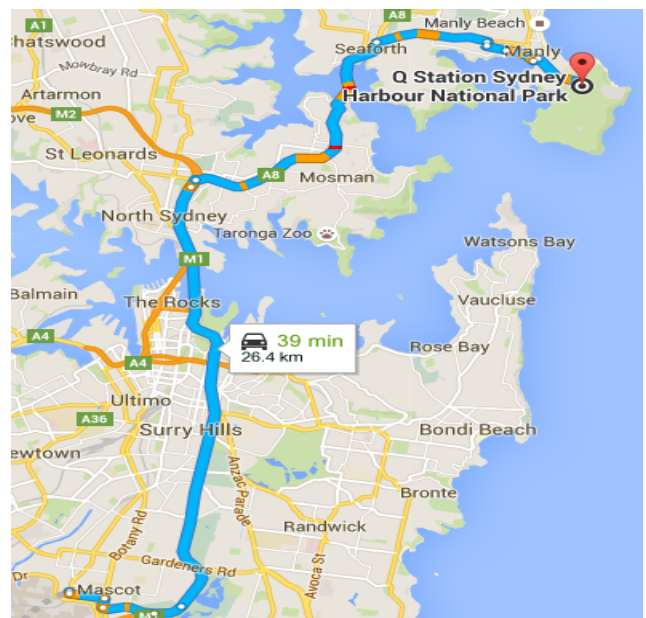 A8
A1
Manly Beach
hatswood
Seaforth
Manly
Mowbray Rd
Q Station Sydney
Harbour National Park
Artarmon
ove
M2
St Leonards
A8
Mosman
North Sydney
Taronga Zoo
Watsons Bay
M1
Balmain
The Rocks
Vaucluse
39 min
26.4 km
A4
Rose Bay
A4
Ultimo
A36
Surry Hills
Bondi Beach
ewtown
Anzac Parade
Bronte
Botany Rd
Randwick
Gardeners Rd
Avoca St
Dr
Mascot